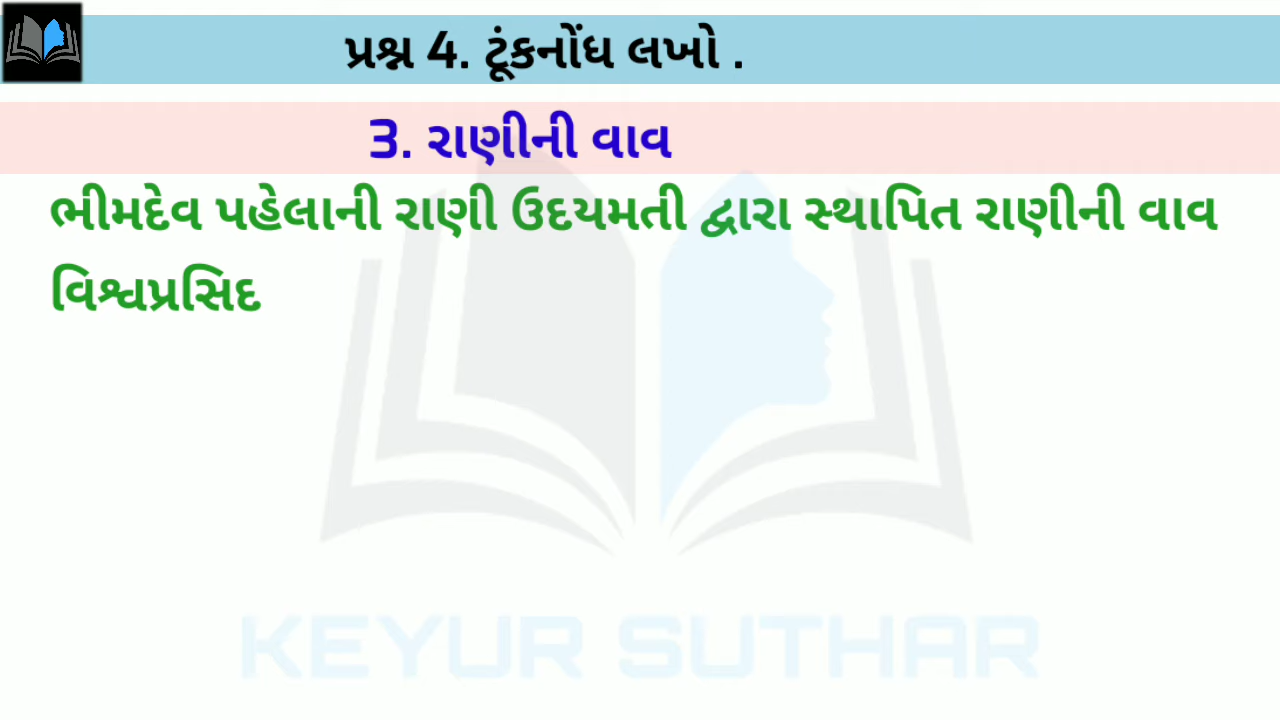 પ્રશ્ન 4. ટૂંકનોંધ લખો .
3. રાણીની વાવ
ભીમદેવ પહેલાની રાણી ઉદયમતી દ્વારા સ્થાપિત રાણીની વાવ
વિશ્વપ્રસિદ
KEYUR SUTHAR